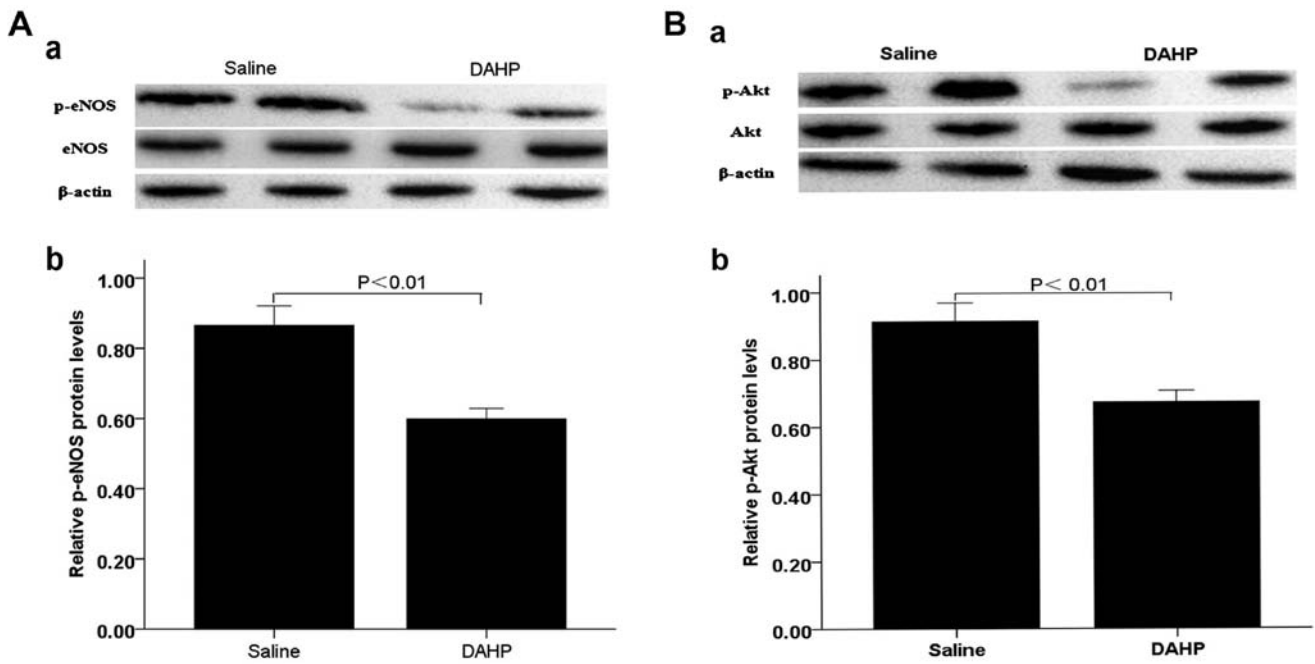 A
a
Saline DAHP
p-eNOS
eNOS
β-actin
b
Relative p-eNOS protein levels
1.00
0.80
0.60
0.40
0.20
0.00
P<0.01
Saline DAHP
B
a
Saline DAHP
p-Akt
Akt
β-actin
b
Relative p-Akt protein levls
1.00
0.80
0.60
0.40
0.20
0.00
P< 0.01
Saline DAHP